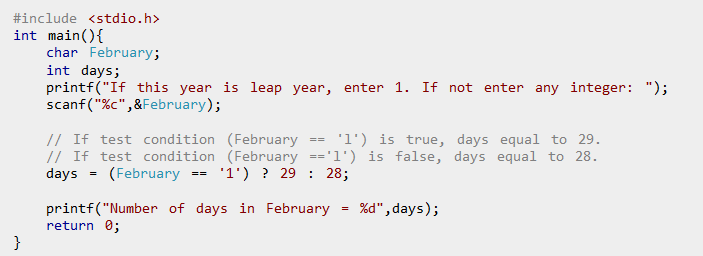 #include <stdio.h>
int main(){
    char February;
    int days;
    printf("If this year is leap year, enter 1. If not enter any integer: ");
    scanf("%c",&February);

    // If test condition (February == 'l') is true, days equal to 29.
    // If test condition (February =='l') is false, days equal to 28.
    days = (February == '1') ? 29 : 28;

    printf("Number of days in February = %d",days);
    return 0;
}